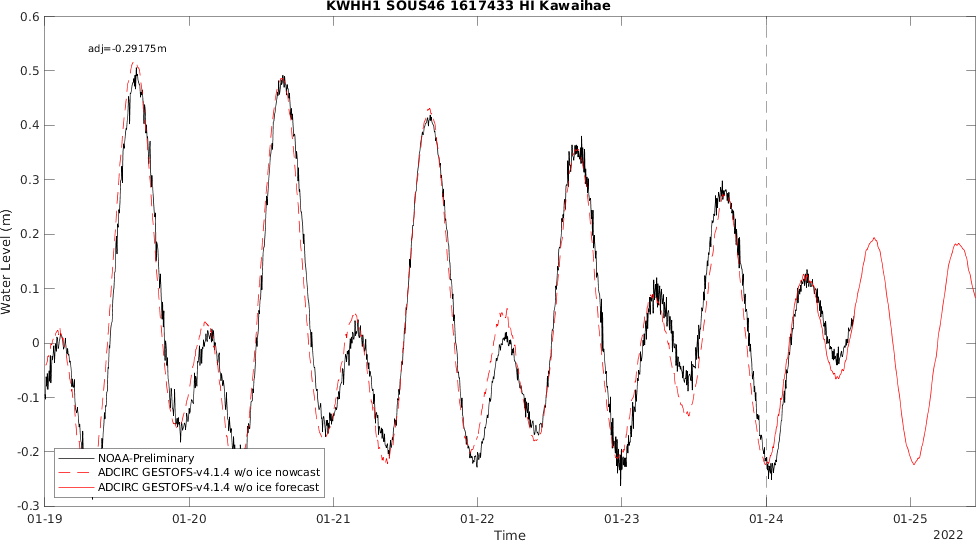 KWHH1 SOUS46 1617433 HI Kawaihae
adj=-0.29175m
0.6
0.5
0.4
0.3
0.2
0.1
0
-0.1
-0.2
-0.3
Water Level (m)
NOAA-Preliminary
ADCIRC GESTOFS-v4.1.4 w/o ice nowcast
ADCIRC GESTOFS-v4.1.4 w/o ice forecast
01-19 01-20 01-21 01-22 01-23 01-24 01-25
Time
2022